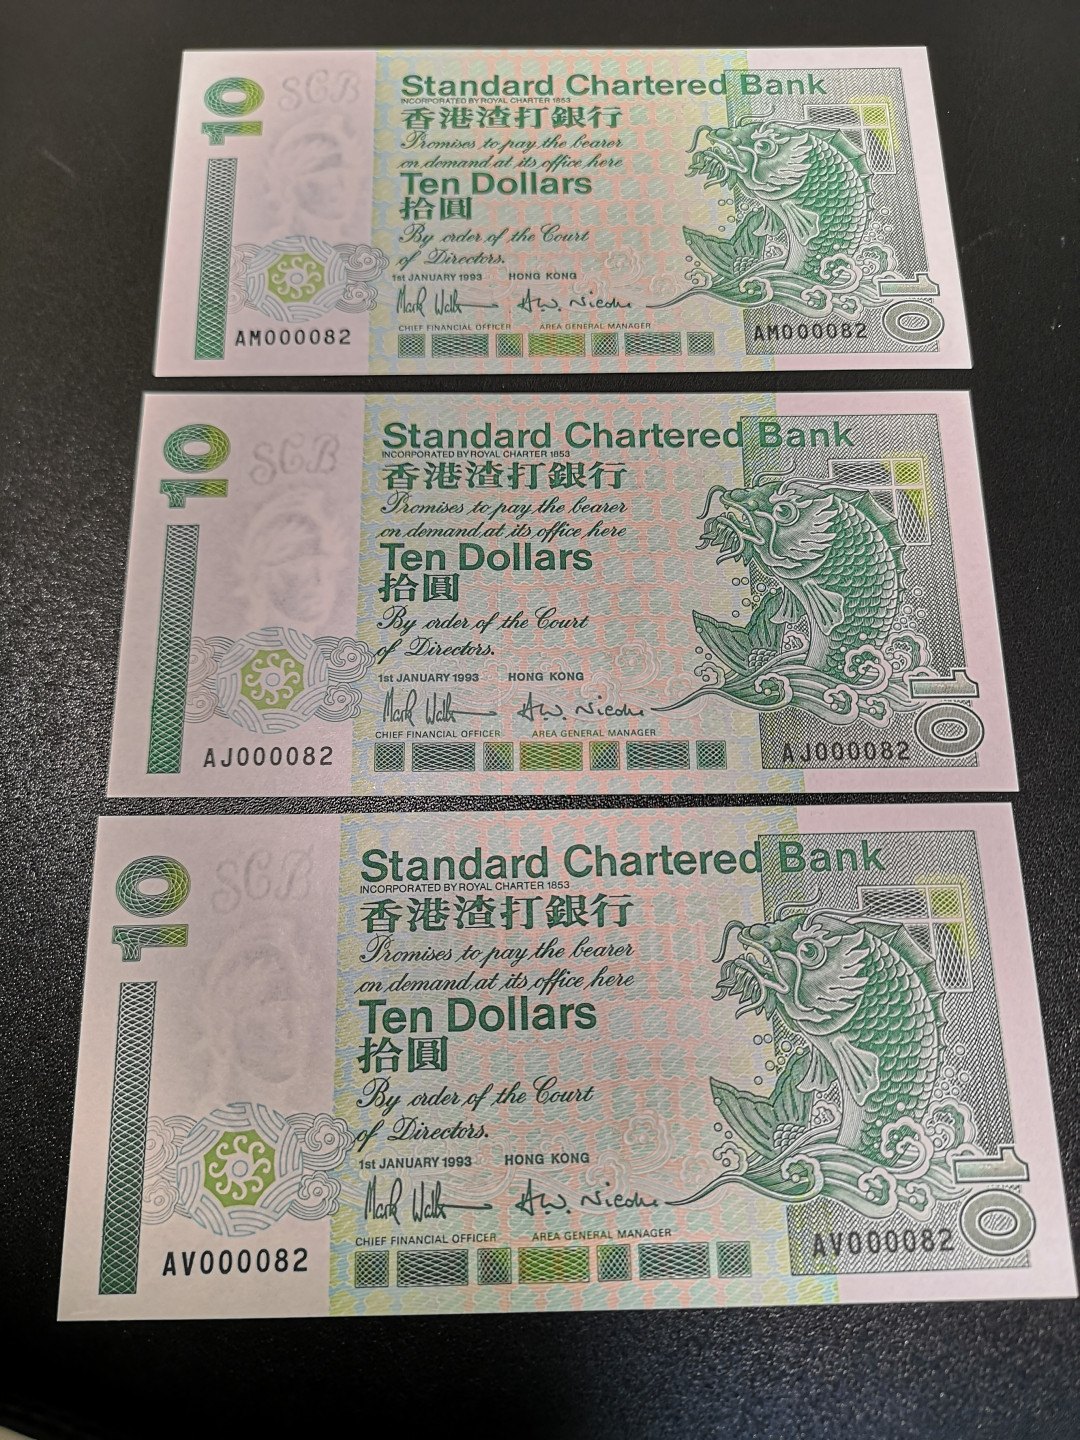 10
SCB
Standard Chartered Bank
INCORPORATED BY ROYAL CHARTER 1853
香港渣打銀行
Promises to pay the bearer
on demand at its office here
Ten Dollars
拾圓
By order of the Court
of Directors.
1st JANUARY 1993 HONG KONG
CHIEF FINANCIAL OFFICER AREA GENERAL MANAGER
AM000082 AM000082
10
10
SCB
Standard Chartered Bank
INCORPORATED BY ROYAL CHARTER 1853
香港渣打銀行
Promises to pay the bearer
on demand at its office here
Ten Dollars
拾圓
By order of the Court
of Directors.
1st JANUARY 1993 HONG KONG
CHIEF FINANCIAL OFFICER AREA GENERAL MANAGER
AJ000082 AJ000082
10
10
SCB
Standard Chartered Bank
INCORPORATED BY ROYAL CHARTER 1853
香港渣打銀行
Promises to pay the bearer
on demand at its office here
Ten Dollars
拾圓
By order of the Court
of Directors.
1st JANUARY 1993 HONG KONG
CHIEF FINANCIAL OFFICER AREA GENERAL MANAGER
AV000082 AV000082
10